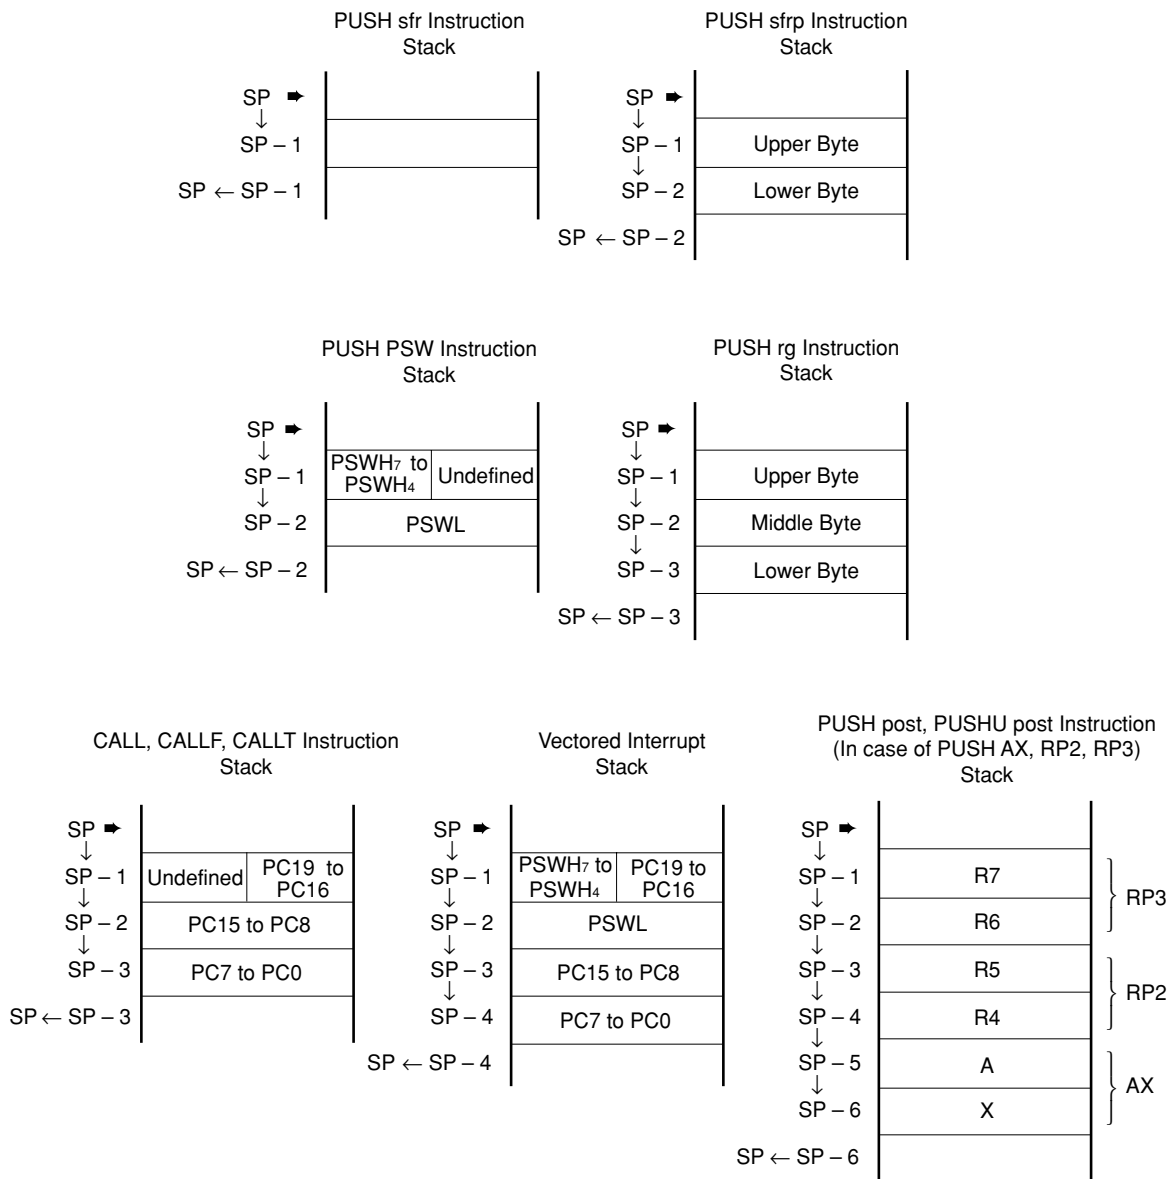 PUSH sfr Instruction
Stack
SP ➨
↓
SP – 1
SP ← SP – 1
PUSH sfrp Instruction
Stack
SP ➨
↓
SP – 1
Upper Byte
↓
SP – 2
Lower Byte
SP ← SP – 2
PUSH PSW Instruction
Stack
SP ➨
↓
SP – 1
PSWH7 to
PSWH4
Undefined
↓
SP – 2
PSWL
SP ← SP – 2
PUSH rg Instruction
Stack
SP ➨
↓
SP – 1
Upper Byte
↓
SP – 2
Middle Byte
↓
SP – 3
Lower Byte
SP ← SP – 3
CALL, CALLF, CALLT Instruction
Stack
SP ➨
↓
SP – 1
Undefined
PC19 to
PC16
↓
SP – 2
PC15 to PC8
↓
SP – 3
PC7 to PC0
SP ← SP – 3
Vectored Interrupt
Stack
SP ➨
↓
SP – 1
PSWH7 to
PSWH4
PC19 to
PC16
↓
SP – 2
PSWL
↓
SP – 3
PC15 to PC8
↓
SP – 4
PC7 to PC0
SP ← SP – 4
PUSH post, PUSHU post Instruction
(In case of PUSH AX, RP2, RP3)
Stack
SP ➨
↓
SP – 1
R7
↓
SP – 2
R6
RP3
↓
SP – 3
R5
↓
SP – 4
R4
RP2
↓
SP – 5
A
↓
SP – 6
X
AX
SP ← SP – 6